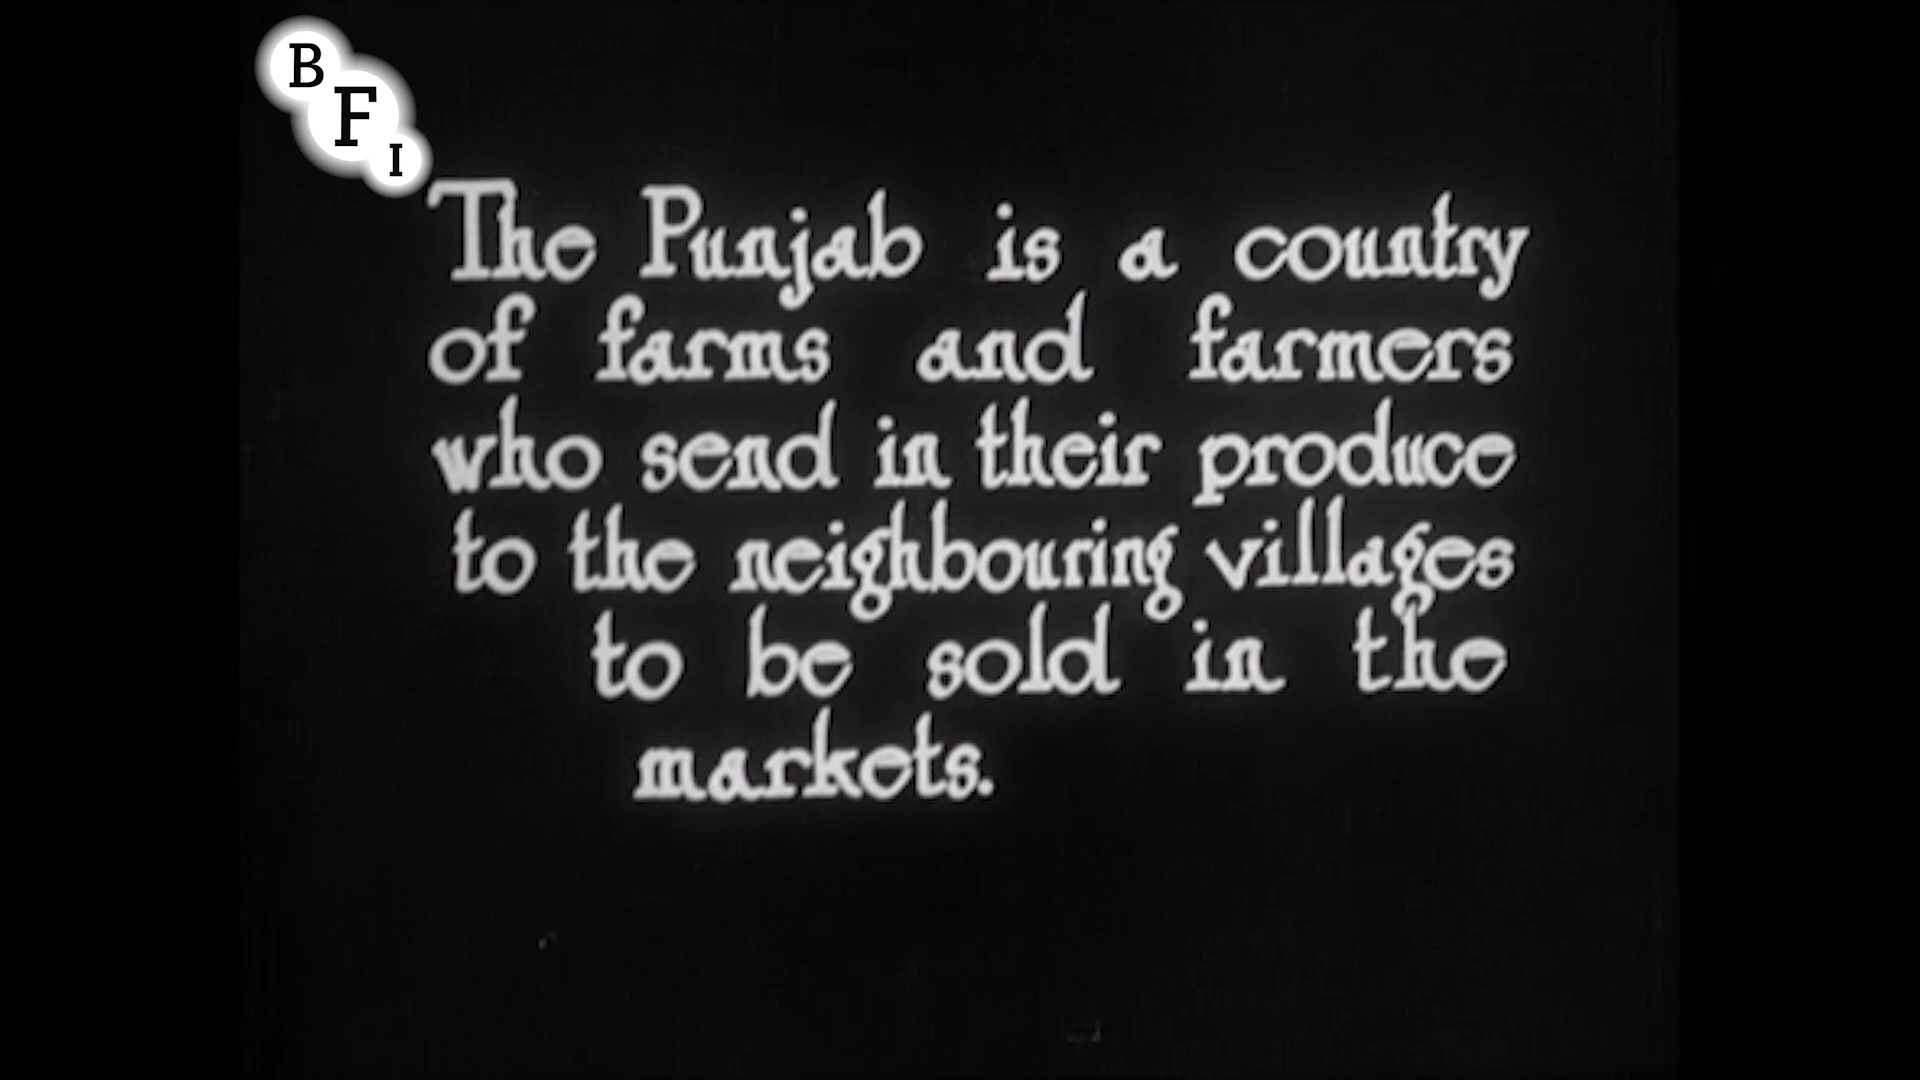 BFI
The Punjab is a country
of farms and farmers
who send in their produce
to the neighbouring villages
to be sold in the
markets.